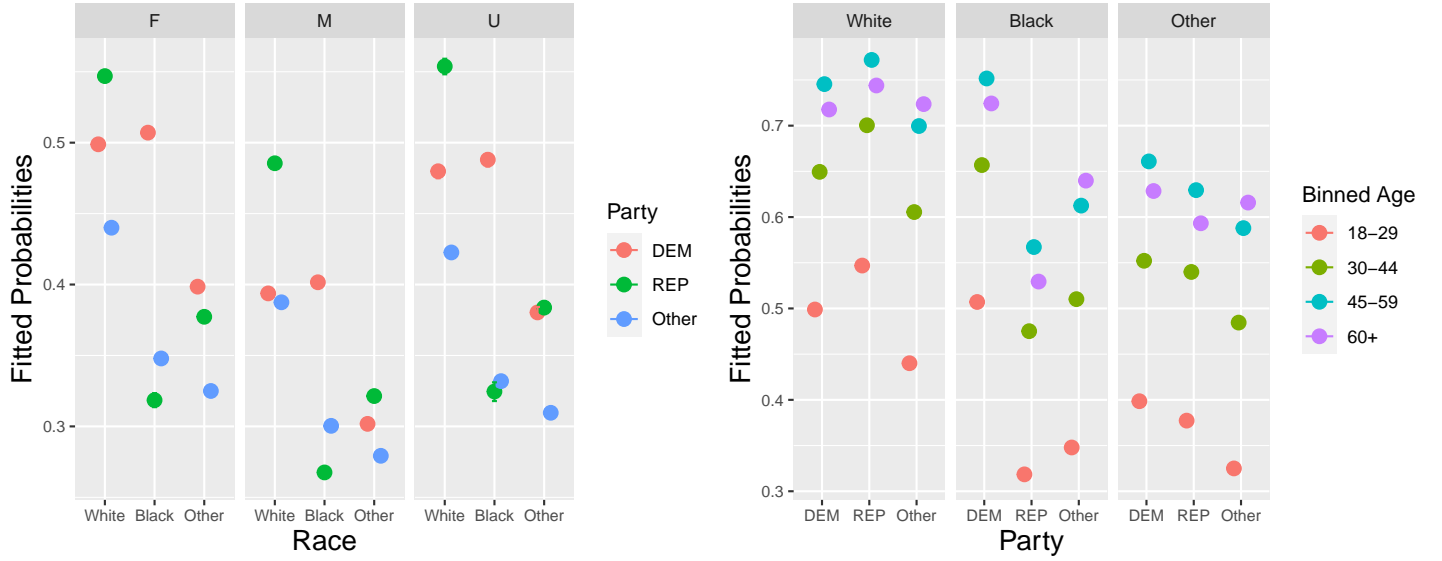 F M U
Fitted Probabilities
0.5
0.4
0.3
White Black Other White Black Other White Black Other
Race
Party
DEM
REP
Other
White Black Other
Fitted Probabilities
0.7
0.6
0.5
0.4
0.3
DEM REP Other DEM REP Other DEM REP Other
Party
Binned Age
18−29
30−44
45−59
60+